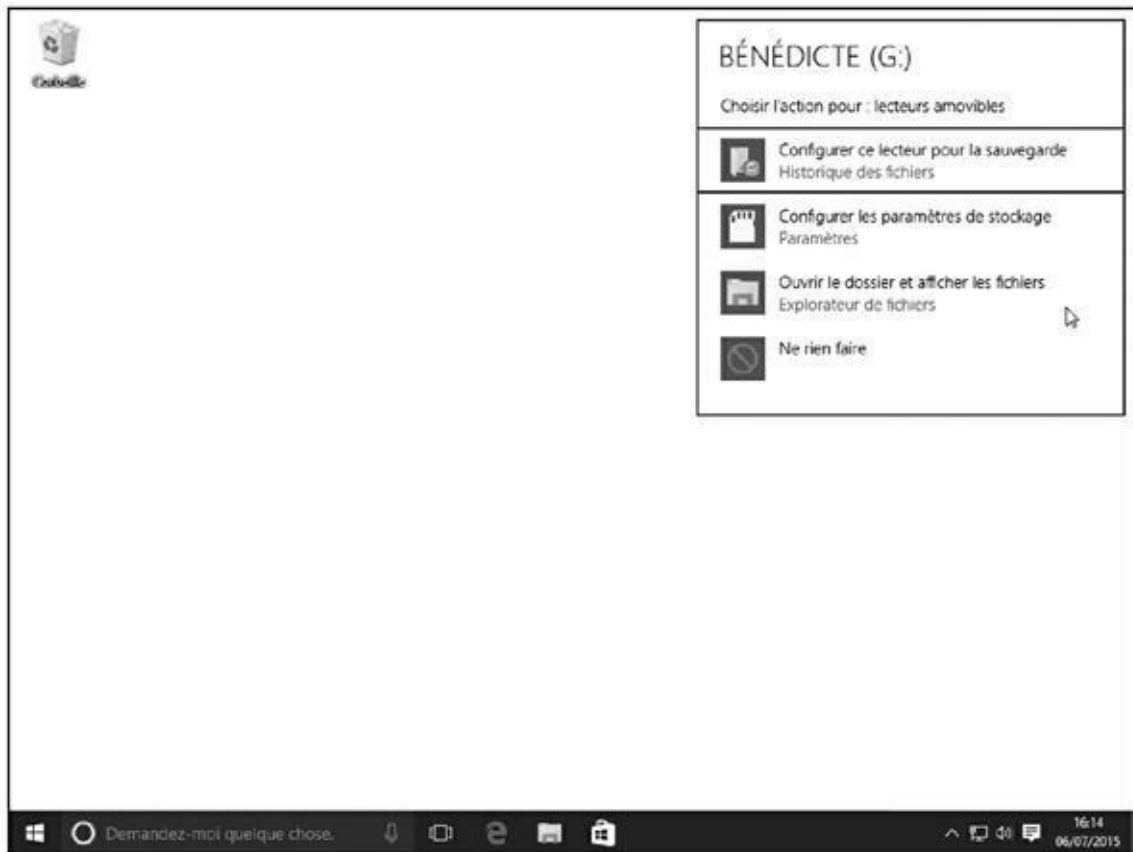 Corbeille
BÉNÉDICTE (G:)
Choisir l'action pour : lecteurs amovibles
Configurer ce lecteur pour la sauvegarde
Historique des fichiers
Configurer les paramètres de stockage
Paramètres
Ouvrir le dossier et afficher les fichiers
Explorateur de fichiers
Ne rien faire
Demandez-moi quelque chose.
16:14
06/07/2015